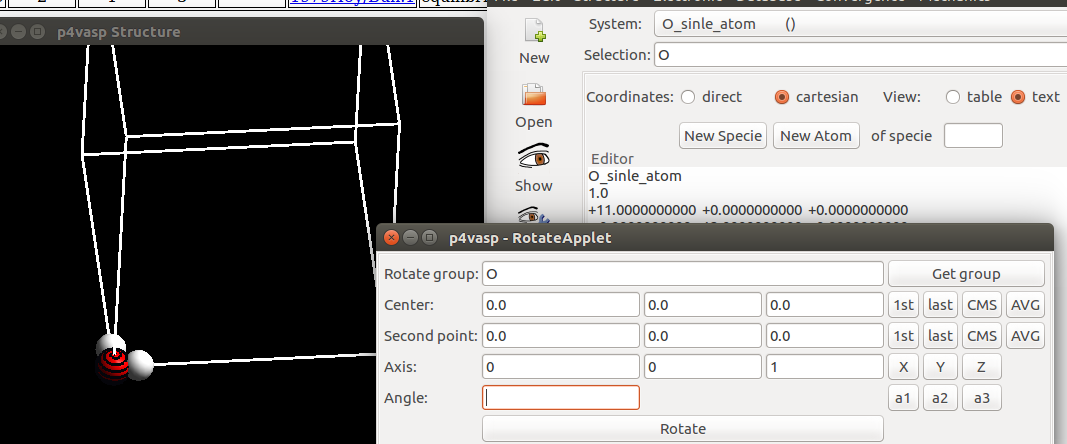 p4vasp Structure
New
Open
Show
System: O_sinle_atom ()
Selection: O
Coordinates: direct cartesian View: table text
New Specie New Atom of specie
Editor
O_sinle_atom
1.0
+11.0000000000 +0.0000000000 +0.0000000000
p4vasp - RotateApplet
Rotate group: O Get group
Center: 0.0 0.0 0.0 1st last CMS AVG
Second point: 0.0 0.0 0.0 1st last CMS AVG
Axis: 0 0 1 X Y Z
Angle: a1 a2 a3
Rotate